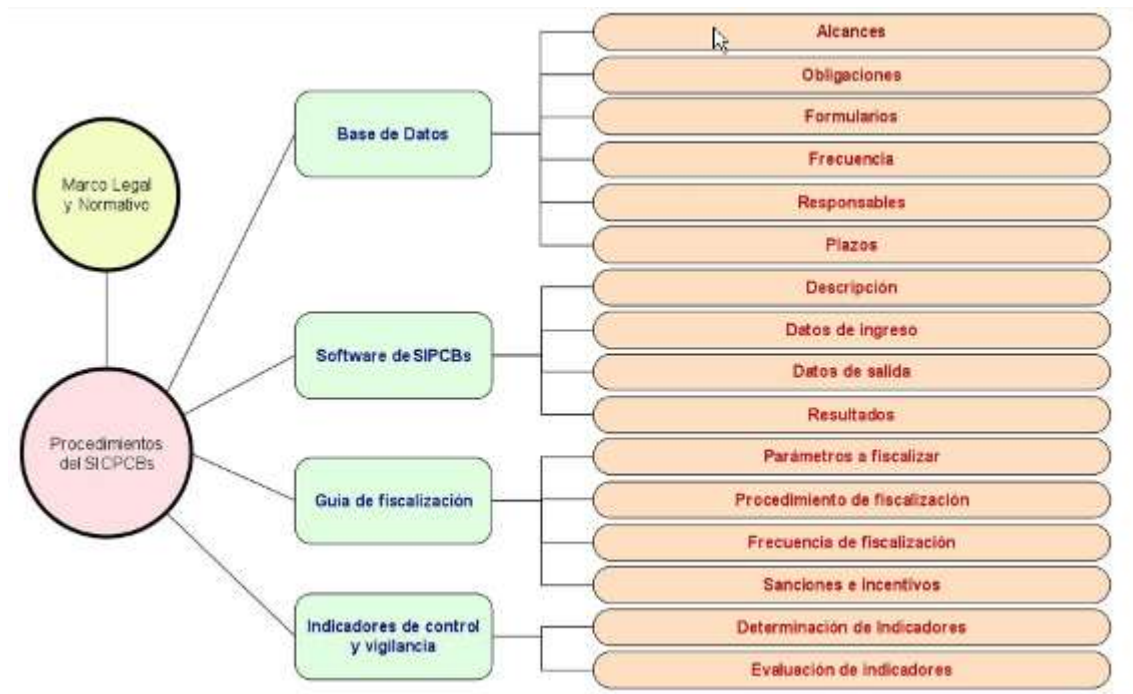 Marco Legal
y Normativo
Procedimientos
del SICPCBs
Base de Datos
Alcances
Obligaciones
Formularios
Frecuencia
Responsables
Plazos
Software de SIPCBs
Descripción
Datos de ingreso
Datos de salida
Resultados
Guia de fiscalización
Parámetros a fiscalizar
Procedimiento de fiscalización
Frecuencia de fiscalización
Sanciones e incentivos
Indicadores de control
y vigilancia
Determinación de Indicadores
Evaluación de indicadores